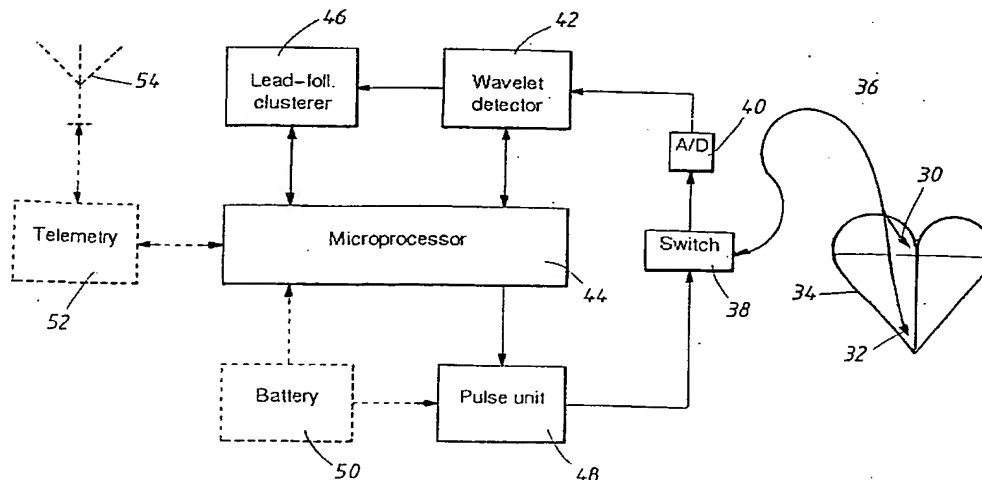 46
42
36
54
Lead-foll.
clusterer
Wavelet
detector
40
A/D
30
Telemetry
Microprocessor
Switch
52
44
38
34
32
Battery
Pulse unit
50
48